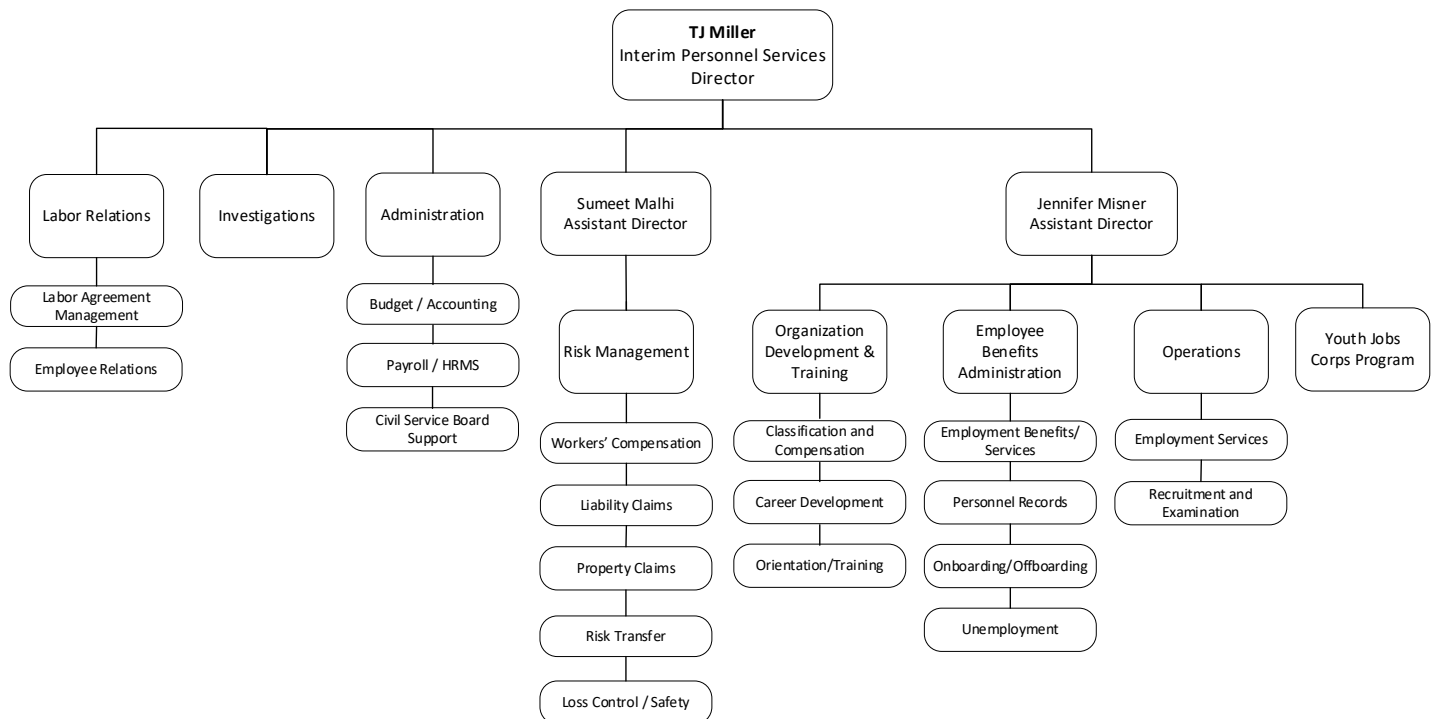 TJ Miller
Interim Personnel Services
Director
Labor Relations
Investigations
Administration
Sumeet Malhi
Assistant Director
Jennifer Misner
Assistant Director
Labor Agreement
Management
Employee Relations
Budget / Accounting
Payroll / HRMS
Civil Service Board
Support
Risk Management
Workers' Compensation
Liability Claims
Property Claims
Risk Transfer
Loss Control / Safety
Organization
Development &
Training
Classification and
Compensation
Career Development
Orientation/Training
Employee
Benefits
Administration
Employment Benefits/
Services
Personnel Records
Onboarding/Offboarding
Unemployment
Operations
Employment Services
Recruitment and
Examination
Youth Jobs
Corps Program